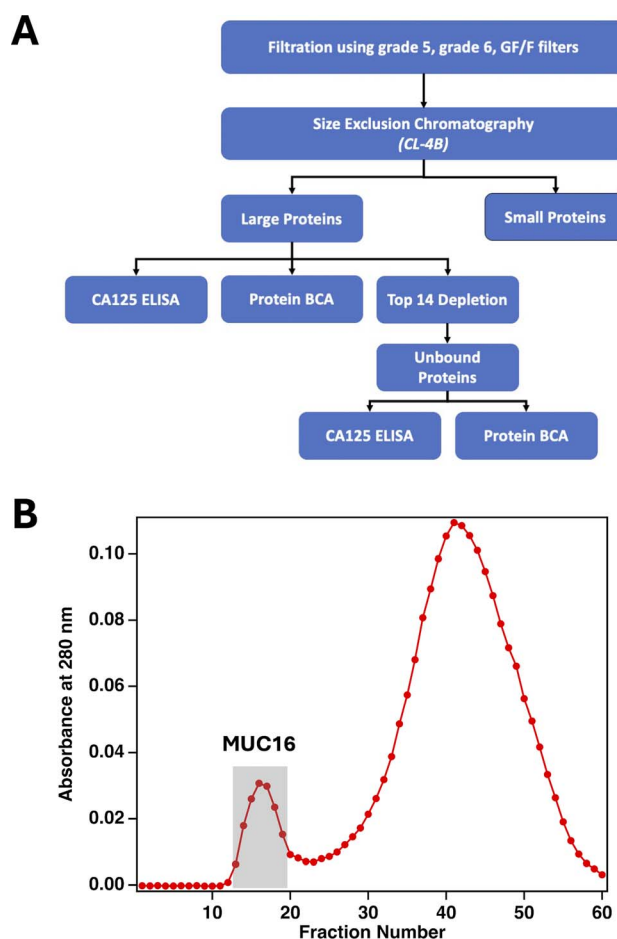 A
Filtration using grade 5, grade 6, GF/F filters
Size Exclusion Chromatography
(CL-4B)
Large Proteins
Small Proteins
CA125 ELISA
Protein BCA
Top 14 Depletion
Unbound
Proteins
CA125 ELISA
Protein BCA
B
Absorbance at 280 nm
0.10
0.08
0.06
0.04
0.02
0.00
MUC16
10
20
30
40
50
60
Fraction Number